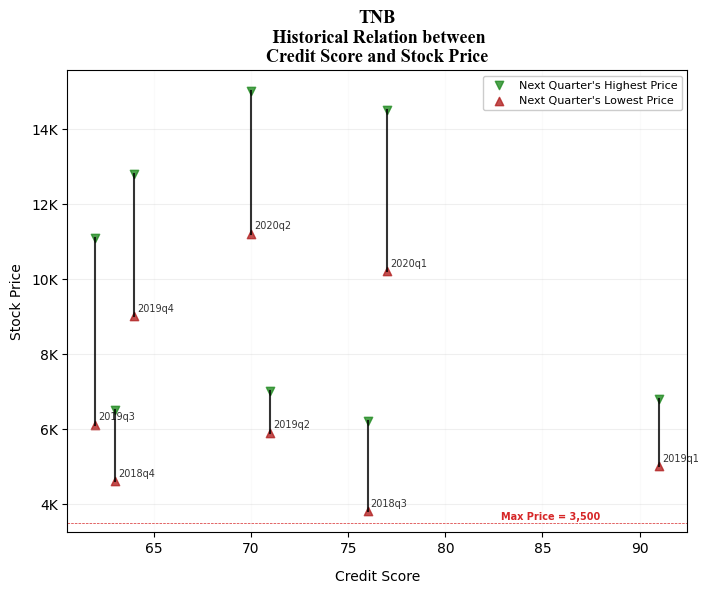 TNB
Historical Relation between
Credit Score and Stock Price
Next Quarter's Highest Price
Next Quarter's Lowest Price
14K
12K
10K
8K
6K
4K
Stock Price
2020q2
2020q1
2019q4
2019q3
2019q2
2018q4
2019q1
2018q3
Max Price = 3,500
65
70
75
80
85
90
Credit Score